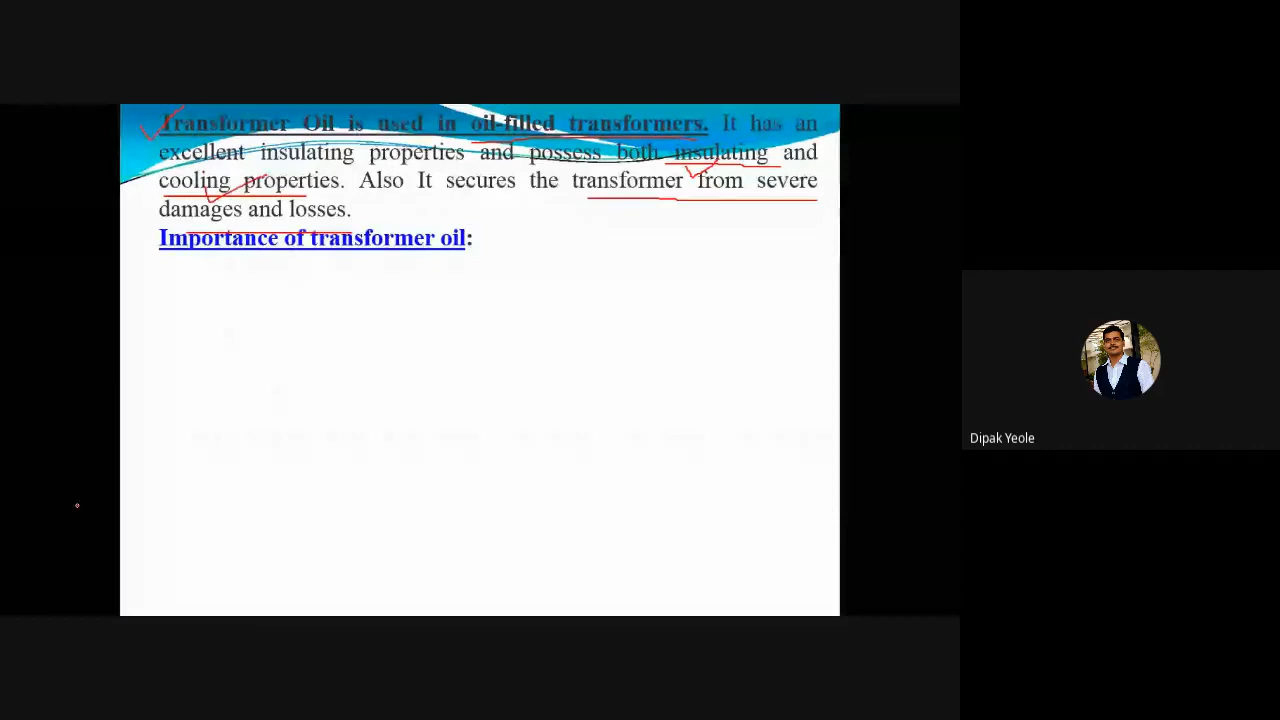 Transformer Oil is used in oil-filled transformers. It has an
excellent insulating properties and possess both insulating and
cooling properties. Also It secures the transformer from severe
damages and losses.
Importance of transformer oil:
Dipak Yeole